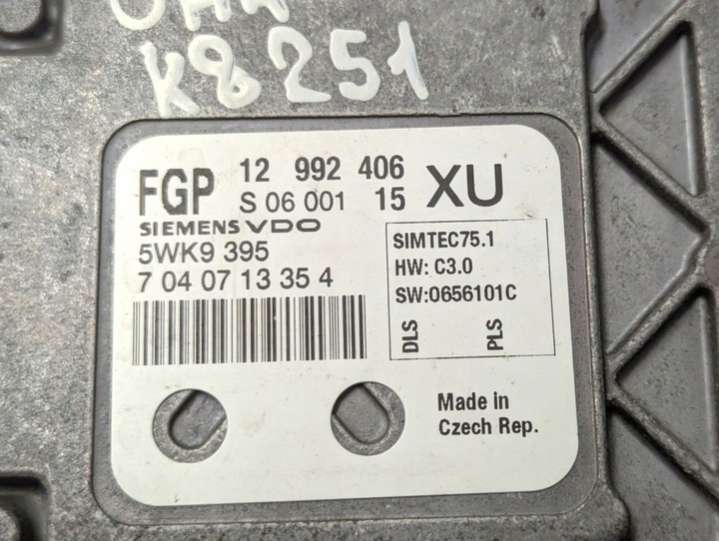 K8251
FGP 12 992 406 XU
S 06 001 15
SIEMENS VDO
5WK9 395
7 04 07 13 35 4
SIMTEC75.1
HW: C3.0
SW:0656101C
DLS PLS
Made in
Czech Rep.